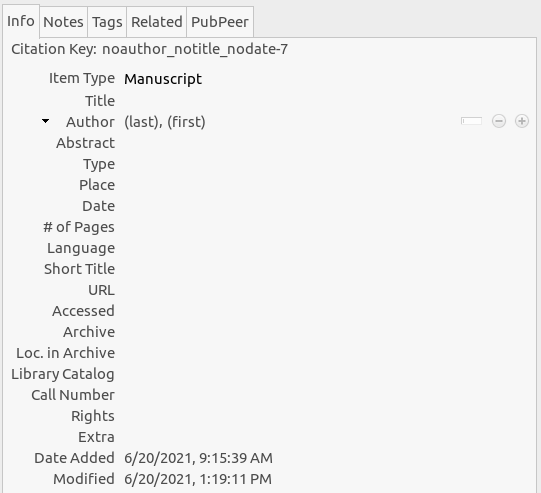 Info Notes Tags Related PubPeer
Citation Key: noauthor_notitle_nodate-7
Item Type Manuscript
Title
Author (last), (first)
Abstract
Type
Place
Date
# of Pages
Language
Short Title
URL
Accessed
Archive
Loc. in Archive
Library Catalog
Call Number
Rights
Extra
Date Added 6/20/2021, 9:15:39 AM
Modified 6/20/2021, 1:19:11 PM